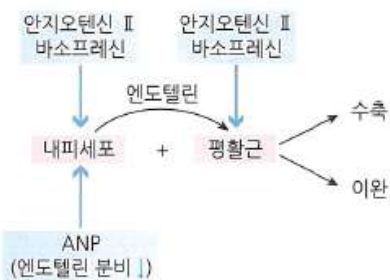 안지오텐신 Ⅱ
바소프레신
안지오텐신 Ⅱ
바소프레신
엔도텔린
내피세포 + 평활근
수축
이완
ANP
(엔도텔린 분비↓)